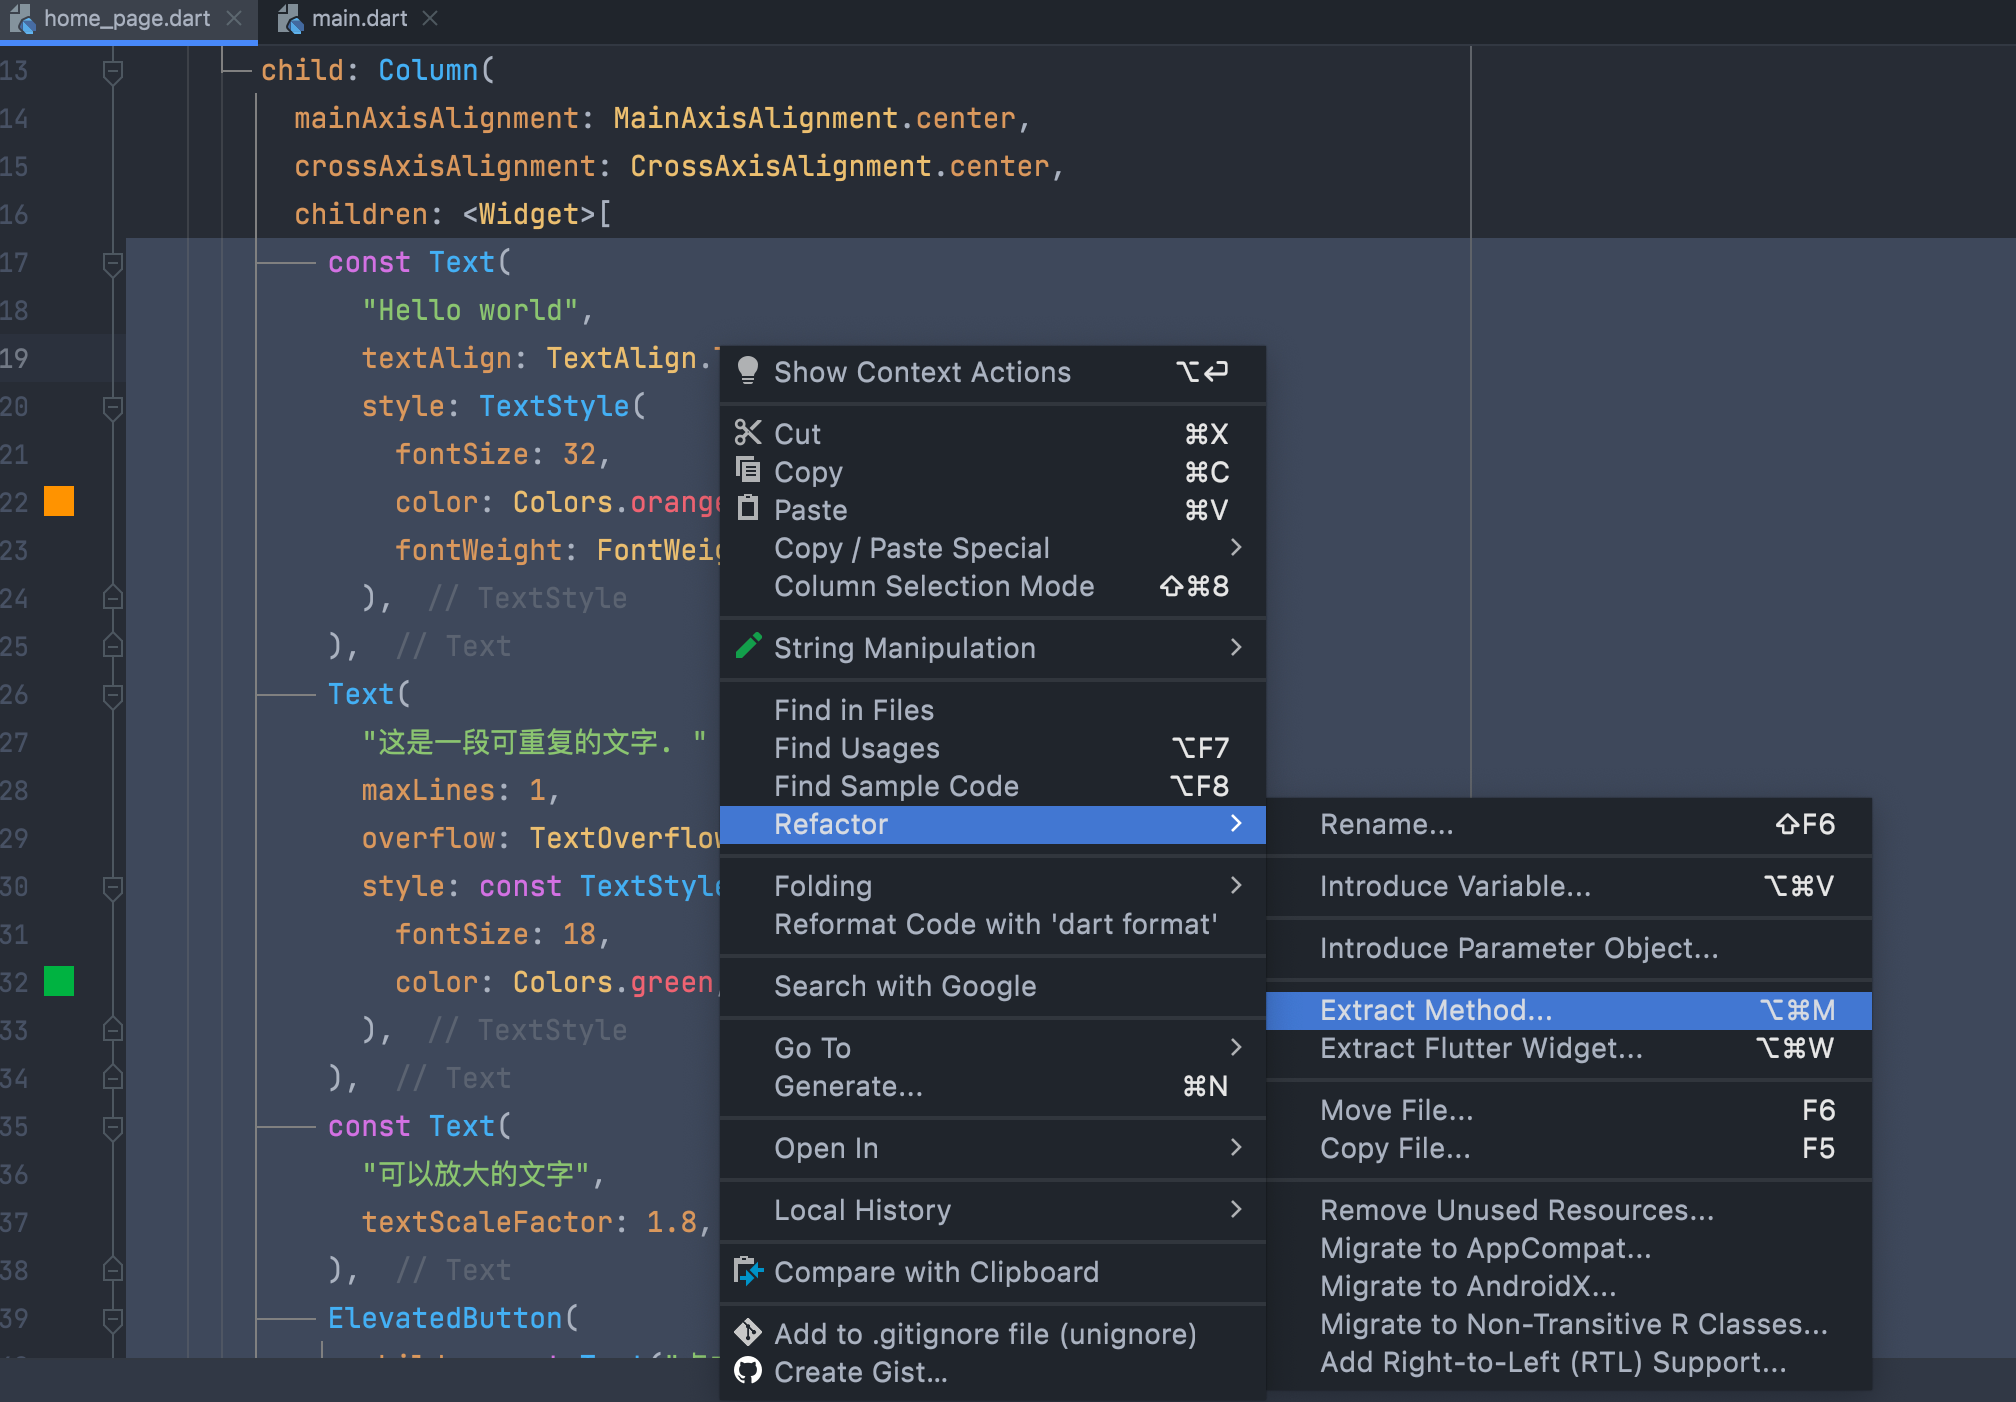 home_page.dart
main.dart
13 child: Column(
14 mainAxisAlignment: MainAxisAlignment.center,
15 crossAxisAlignment: CrossAxisAlignment.center,
16 children: <Widget>[
17 const Text(
18 "Hello world",
19 textAlign: TextAlign.
20 style: TextStyle(
21 fontSize: 32,
22 color: Colors.orange
23 fontWeight: FontWeig
24 ), // TextStyle
25 ), // Text
26 Text(
27 "这是一段可重复的文字. "
28 maxLines: 1,
29 overflow: TextOverflow
30 style: const TextStyle
31 fontSize: 18,
32 color: Colors.green,
33 ), // TextStyle
34 ), // Text
35 const Text(
36 "可以放大的文字",
37 textScaleFactor: 1.8,
38 ), // Text
39 ElevatedButton(
Show Context Actions ⌥⏎
Cut ⌘X
Copy ⌘C
Paste ⌘V
Copy / Paste Special
Column Selection Mode ⇧⌘8
String Manipulation
Find in Files
Find Usages ⌥F7
Find Sample Code ⌥F8
Refactor
Folding
Reformat Code with 'dart format'
Search with Google
Go To
Generate... ⌘N
Open In
Local History
Compare with Clipboard
Add to .gitignore file (unignore)
Create Gist...
Rename... ⇧F6
Introduce Variable... ⌥⌘V
Introduce Parameter Object...
Extract Method... ⌥⌘M
Extract Flutter Widget... ⌥⌘W
Move File... F6
Copy File... F5
Remove Unused Resources...
Migrate to AppCompat...
Migrate to AndroidX...
Migrate to Non-Transitive R Classes...
Add Right-to-Left (RTL) Support...